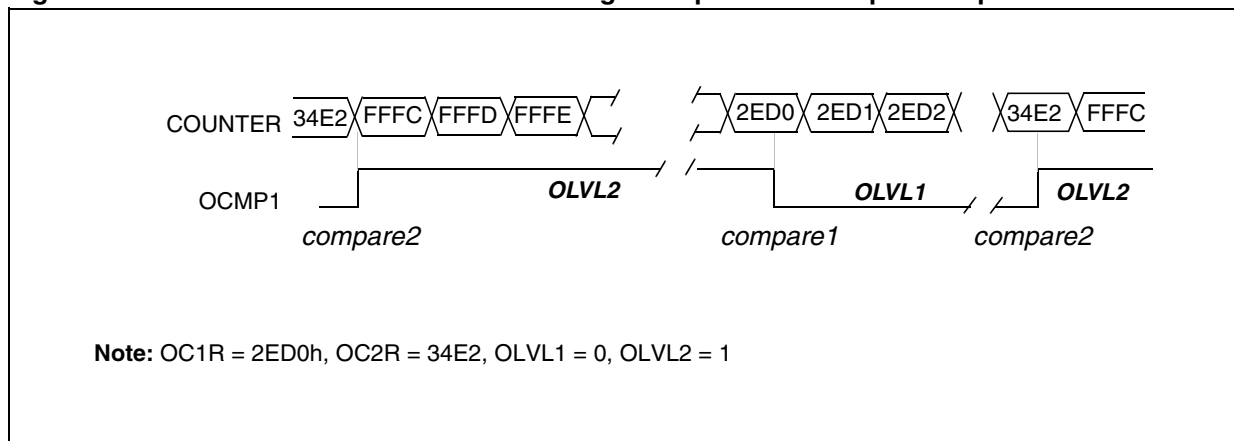 COUNTER 34E2 FFFC FFFD FFFE 2ED0 2ED1 2ED2 34E2 FFFC
OCMP1 OLVL2 OLVL1 OLVL2
compare2 compare1 compare2
Note: OC1R = 2ED0h, OC2R = 34E2, OLVL1 = 0, OLVL2 = 1